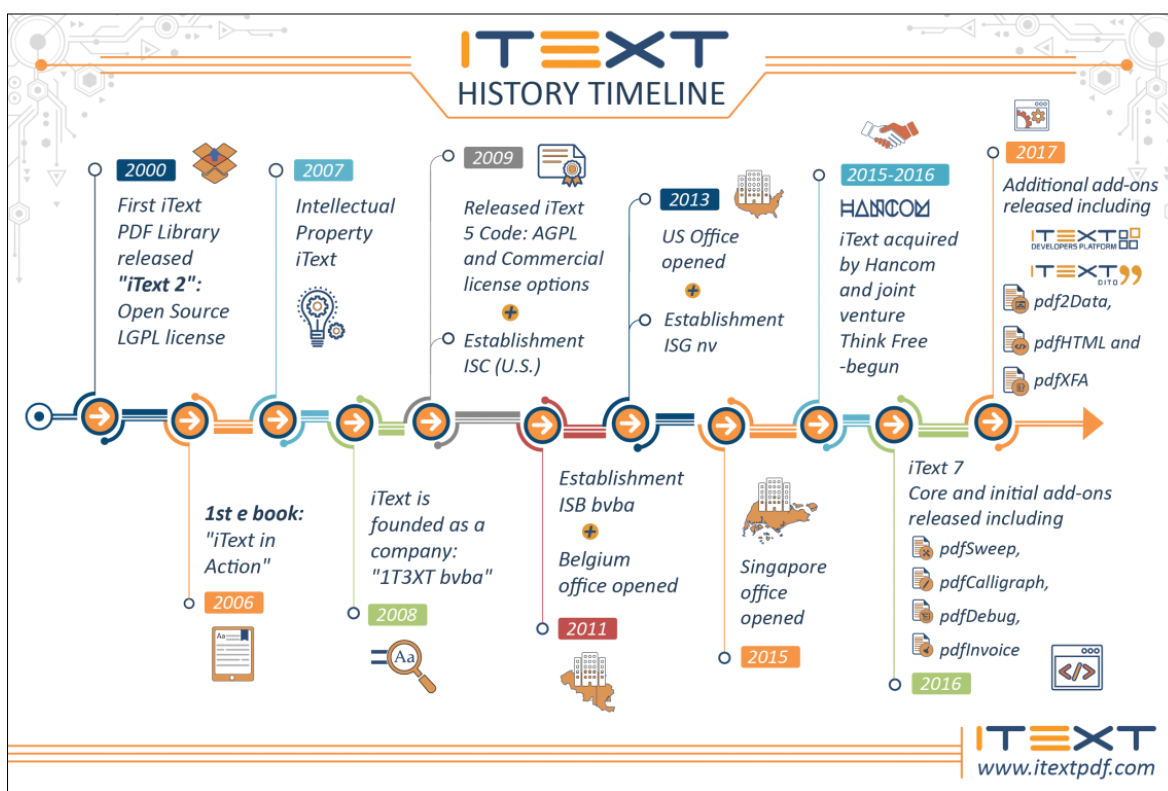 ITEXT
HISTORY TIMELINE
2000
First iText
PDF Library
released
"iText 2":
Open Source
LGPL license
2007
Intellectual
Property
iText
2009
Released iText
5 Code: AGPL
and Commercial
license options
Establishment
ISC (U.S.)
2013
US Office
opened
Establishment
ISG nv
2015-2016
HANCOM
iText acquired
by Hancom
and joint
venture
Think Free
-begun
2017
Additional add-ons
released including
ITEXT
DEVELOPERS PLATFORM
ITEXT
DITO
pdf2Data,
pdfHTML and
pdfXFA
1st e book:
"iText in
Action"
2006
Aa
iText is
founded as a
company:
"1T3XT bvba"
2008
Aa
Establishment
ISB bvba
Belgium
office opened
2011
Singapore
office
opened
2015
iText 7
Core and initial add-ons
released including
pdfSweep,
pdfCalligraph,
pdfDebug,
pdfInvoice
2016
</>
ITEXT
www.itextpdf.com